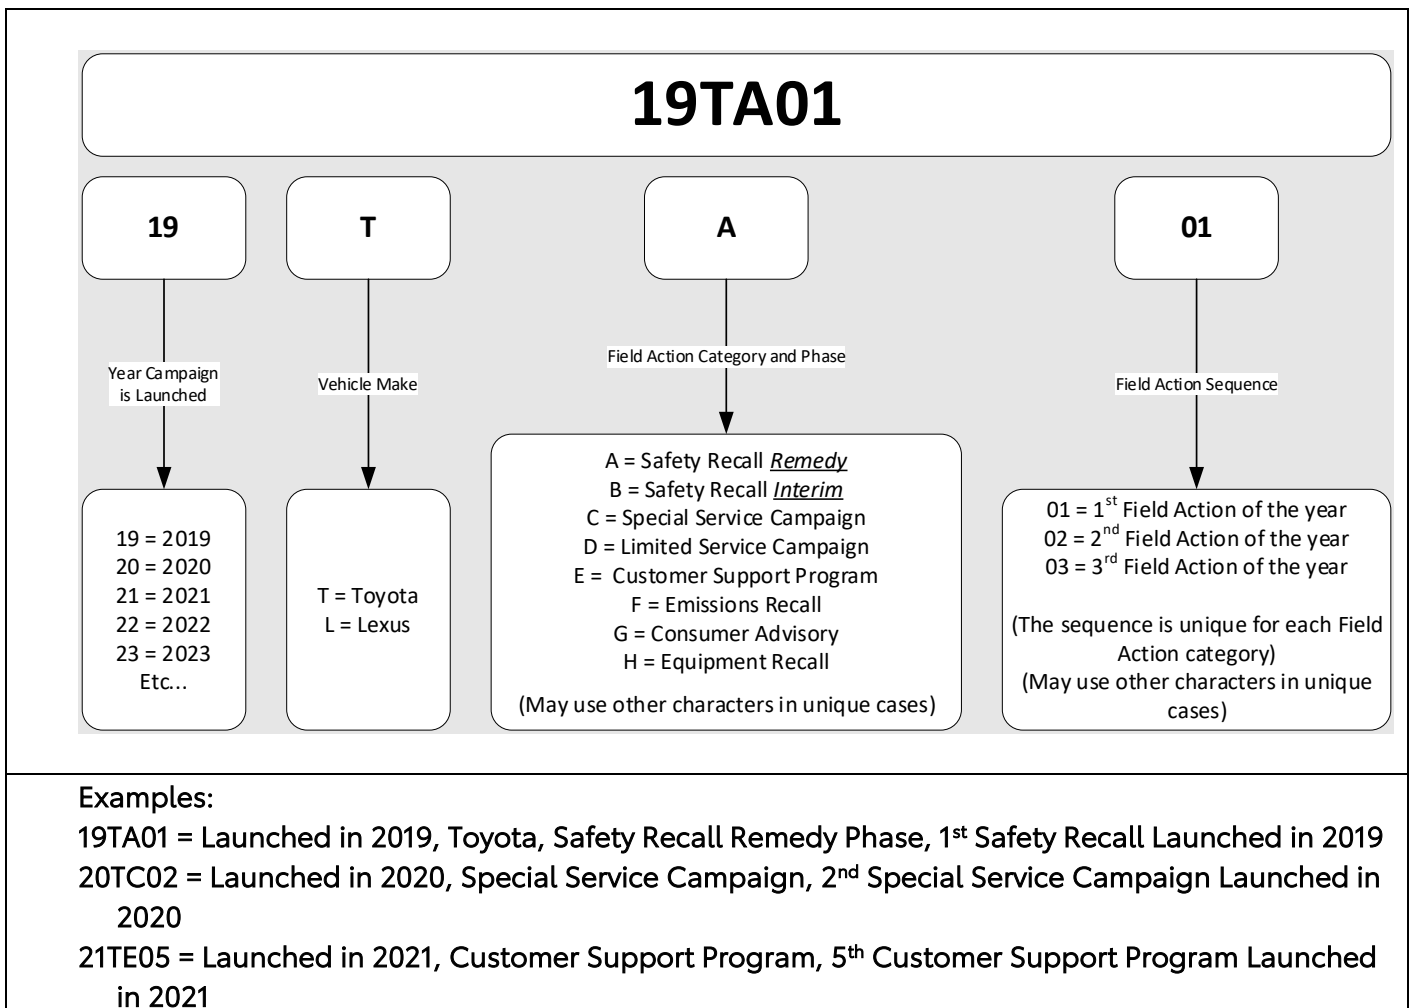 19TA01
19
T
A
01
Year Campaign
is Launched
Vehicle Make
Field Action Category and Phase
Field Action Sequence
19 = 2019
20 = 2020
21 = 2021
22 = 2022
23 = 2023
Etc...
T = Toyota
L = Lexus
A = Safety Recall Remedy
B = Safety Recall Interim
C = Special Service Campaign
D = Limited Service Campaign
E = Customer Support Program
F = Emissions Recall
G = Consumer Advisory
H = Equipment Recall
(May use other characters in unique cases)
01 = 1st Field Action of the year
02 = 2nd Field Action of the year
03 = 3rd Field Action of the year
(The sequence is unique for each Field
Action category)
(May use other characters in unique
cases)
Examples:
19TA01 = Launched in 2019, Toyota, Safety Recall Remedy Phase, 1st Safety Recall Launched in 2019
20TC02 = Launched in 2020, Special Service Campaign, 2nd Special Service Campaign Launched in
2020
21TE05 = Launched in 2021, Customer Support Program, 5th Customer Support Program Launched
in 2021